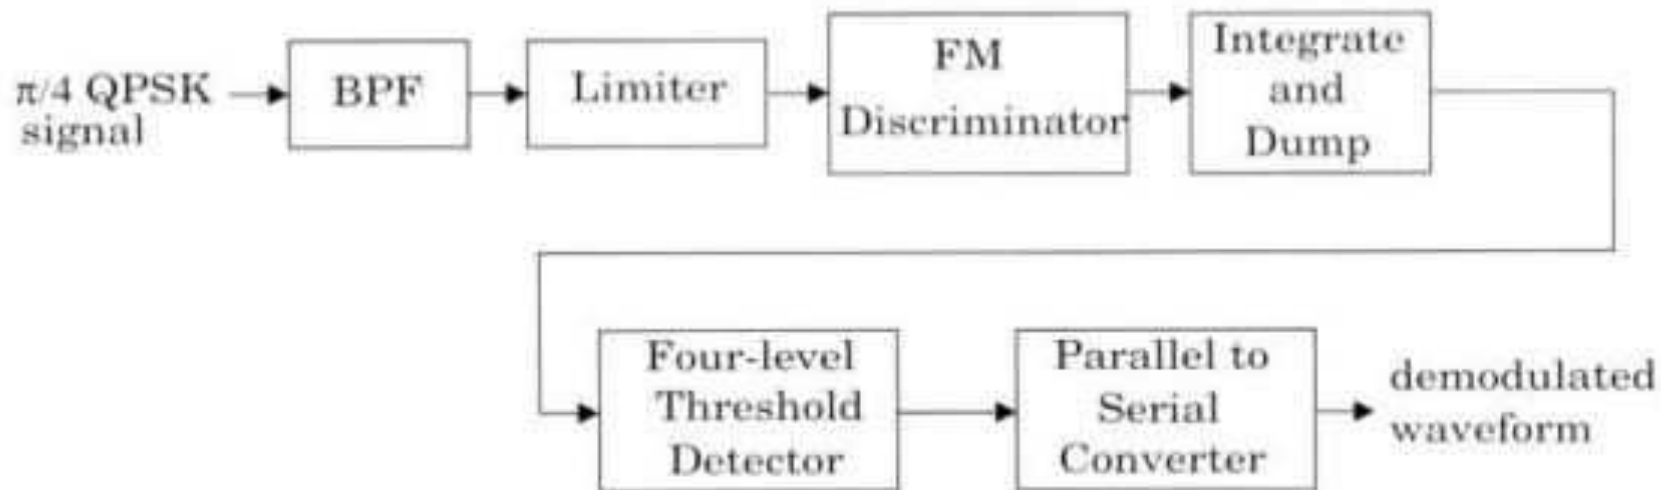 π/4 QPSK
signal
BPF
Limiter
FM
Discriminator
Integrate
and
Dump
Four-level
Threshold
Detector
Parallel to
Serial
Converter
demodulated
waveform